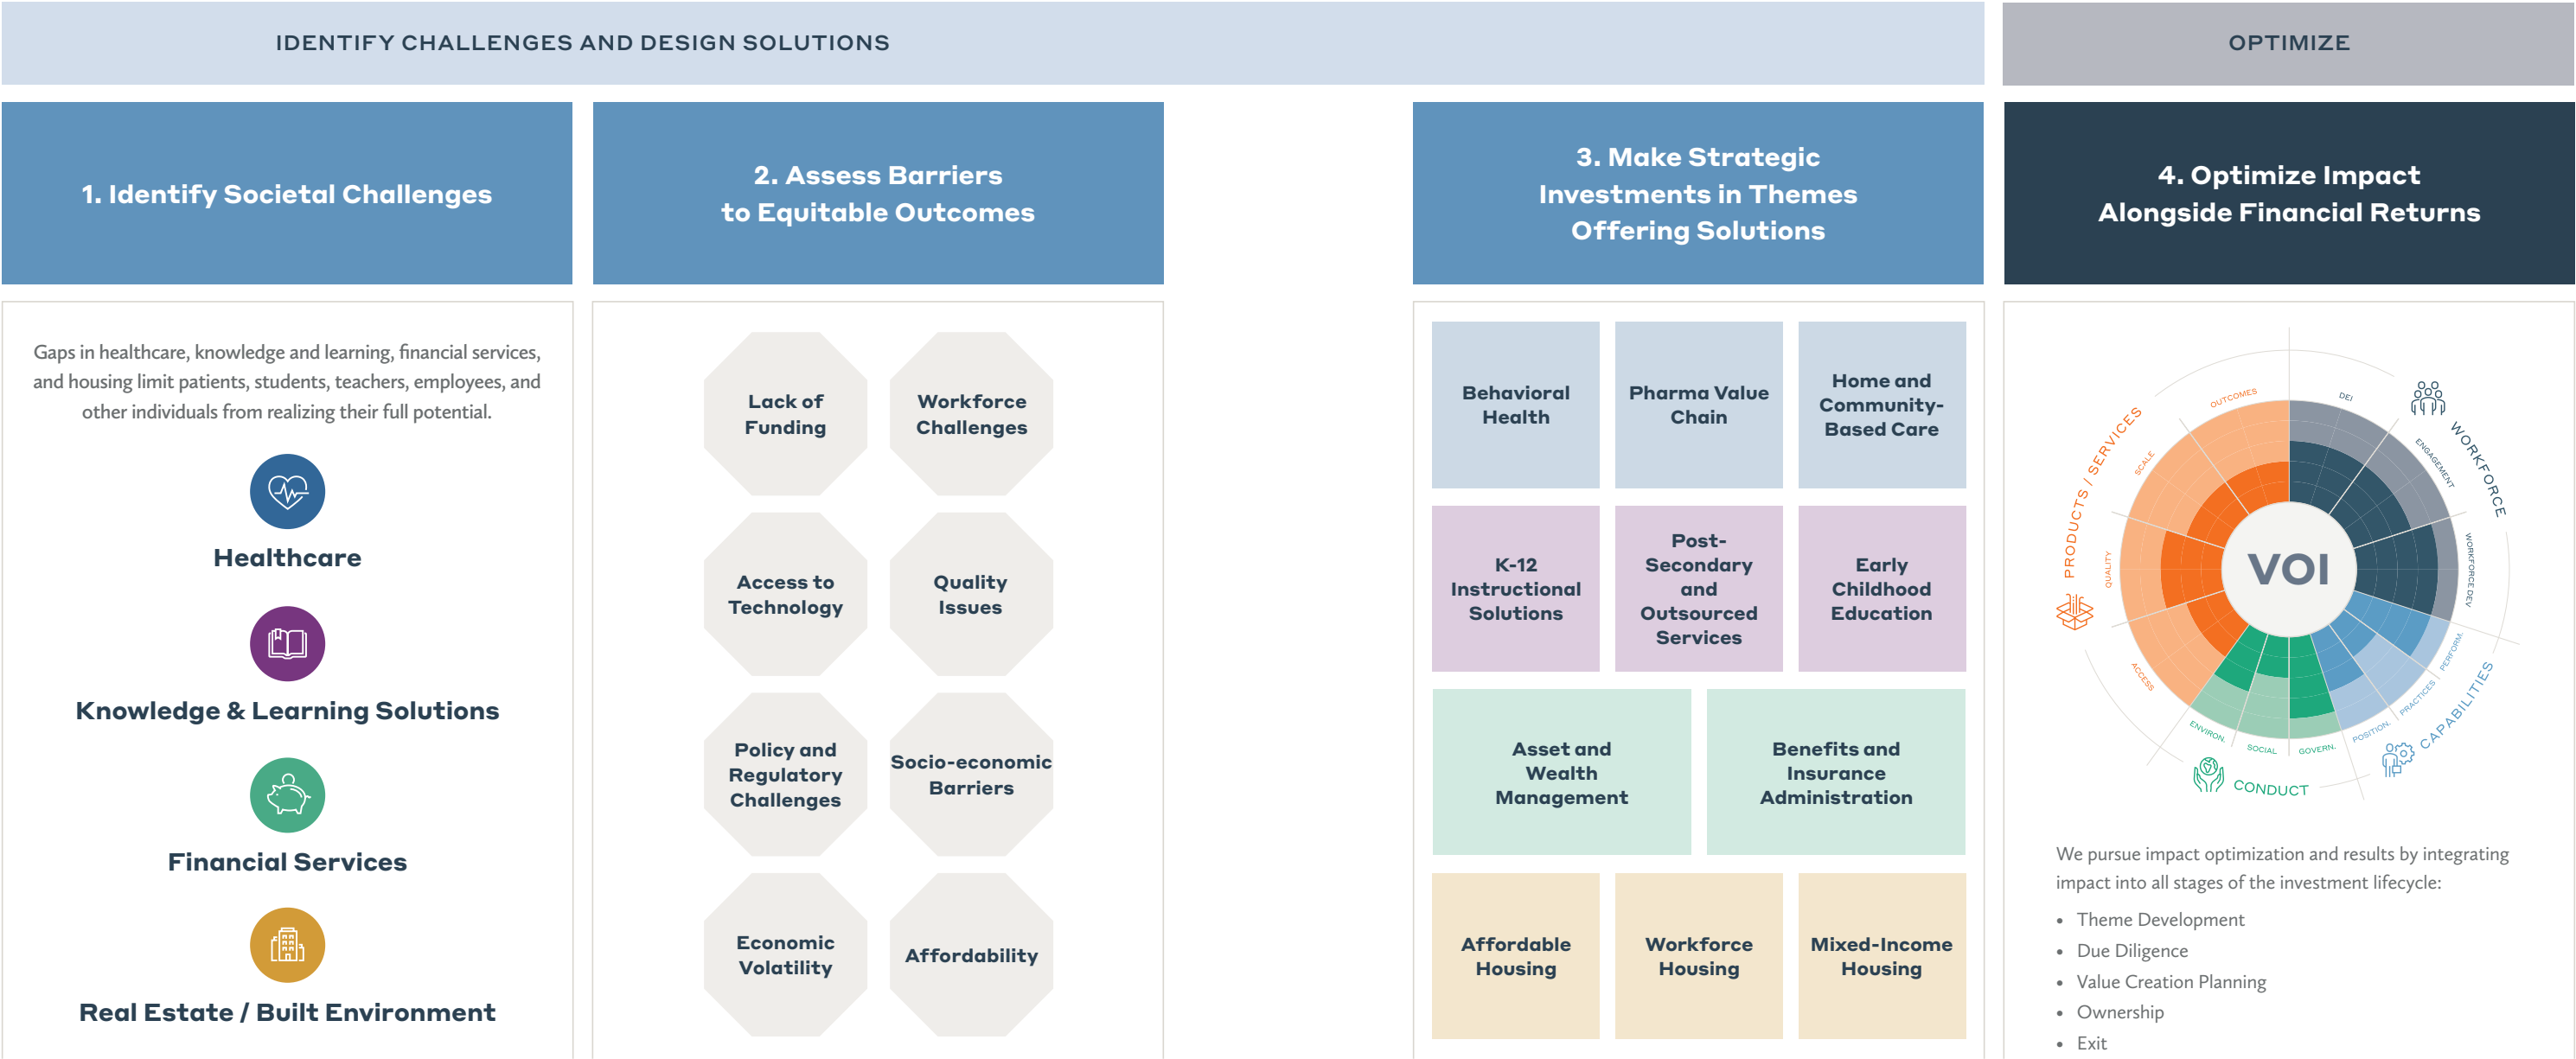 IDENTIFY CHALLENGES AND DESIGN SOLUTIONS
OPTIMIZE
1. Identify Societal Challenges
2. Assess Barriers
to Equitable Outcomes
3. Make Strategic
Investments in Themes
Offering Solutions
4. Optimize Impact
Alongside Financial Returns
Gaps in healthcare, knowledge and learning, financial services,
and housing limit patients, students, teachers, employees, and
other individuals from realizing their full potential.
Healthcare
Knowledge & Learning Solutions
Financial Services
Real Estate / Built Environment
Lack of
Funding
Workforce
Challenges
Access to
Technology
Quality
Issues
Policy and
Regulatory
Challenges
Socio-economic
Barriers
Economic
Volatility
Affordability
Behavioral
Health
Pharma Value
Chain
Home and
Community-
Based Care
K-12
Instructional
Solutions
Post-
Secondary
and
Outsourced
Services
Early
Childhood
Education
Asset and
Wealth
Management
Benefits and
Insurance
Administration
Affordable
Housing
Workforce
Housing
Mixed-Income
Housing
VOI
WORKFORCE
DEI
ENGAGEMENT
WORKFORCE DEV
CAPABILITIES
PERFORM.
PRACTICES
POSITION.
CONDUCT
GOVERN.
SOCIAL
ENVIRON.
PRODUCTS / SERVICES
ACCESS
QUALITY
SCALE
OUTCOMES
We pursue impact optimization and results by integrating
impact into all stages of the investment lifecycle:
• Theme Development
• Due Diligence
• Value Creation Planning
• Ownership
• Exit